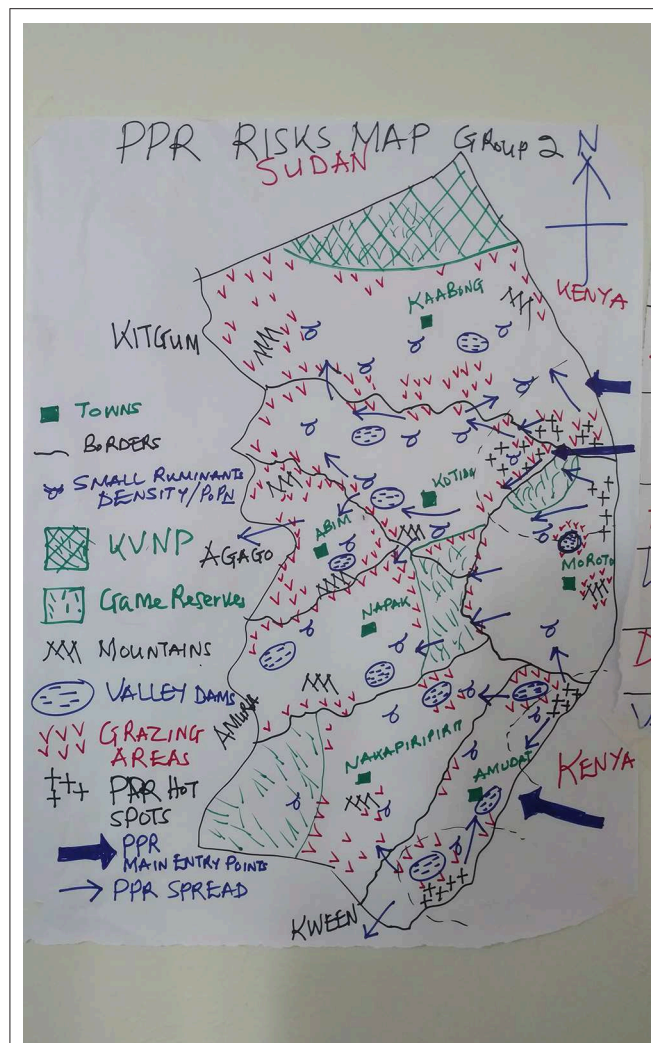 PPR RISKS MAP GROUP 2
SUDAN
N
KENYA
KAABONG
KITGUM
TOWNS
BORDERS
SMALL RUMINANTS
DENSITY/POPN
KOTIDO
ABIM
AGAGO
KVNP
MOROTO
Game Reserves
NAPAK
MOUNTAINS
VALLEY DAMS
AMURIA
GRAZING
AREAS
NAKAPIRIPIRIT
AMUDAT
KENYA
PPR HOT
SPOTS
PPR
MAIN ENTRY POINTS
PPR SPREAD
KWEEN